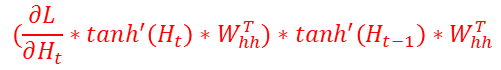 (∂L/∂H_t * tanh′(H_t) * W_hh^T) * tanh′(H_{t−1}) * W_hh^T